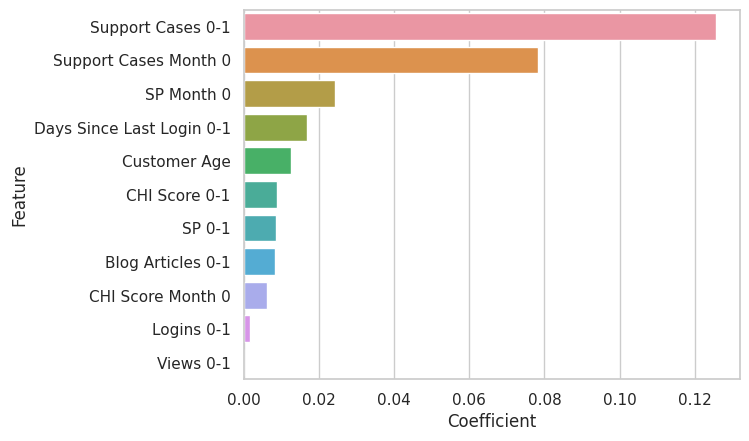 Support Cases 0-1
Support Cases Month 0
SP Month 0
Days Since Last Login 0-1
Customer Age
CHI Score 0-1
SP 0-1
Blog Articles 0-1
CHI Score Month 0
Logins 0-1
Views 0-1
Feature
0.00 0.02 0.04 0.06 0.08 0.10 0.12
Coefficient